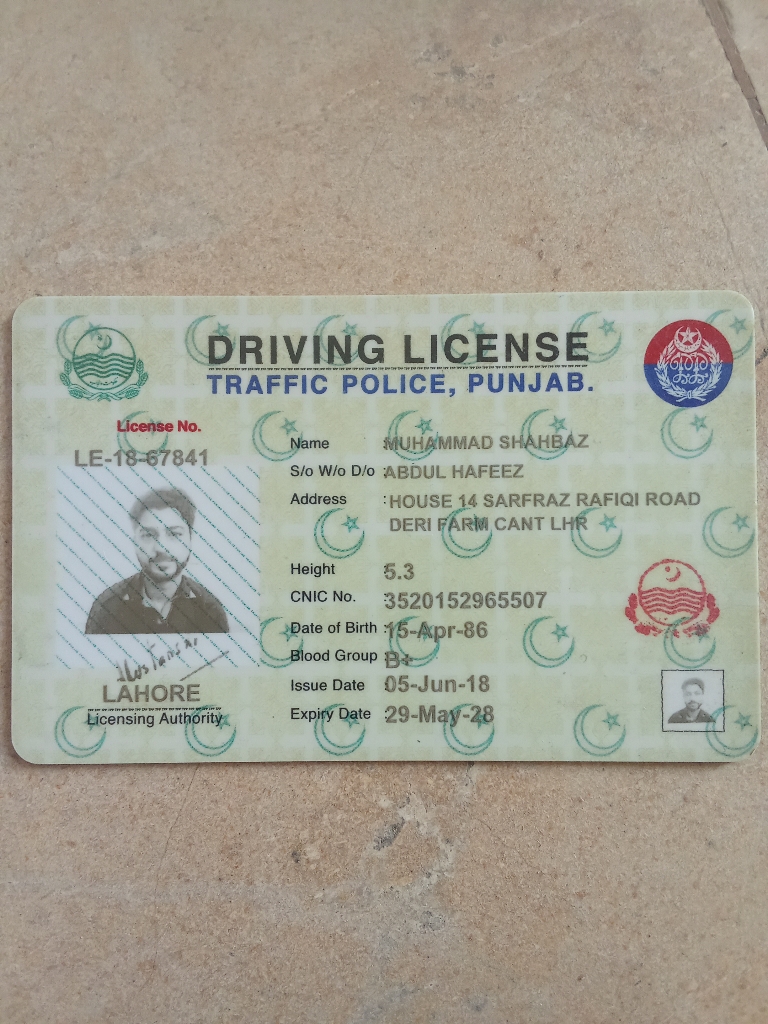 DRIVING LICENSE
TRAFFIC POLICE, PUNJAB.
License No.
LE-18-67841
Name : MUHAMMAD SHAHBAZ
S/o W/o D/o : ABDUL HAFEEZ
Address : HOUSE 14 SARFRAZ RAFIQI ROAD
DERI FARM CANT LHR
Height : 5.3
CNIC No. : 3520152965507
Date of Birth : 15-Apr-86
Blood Group : B+
Issue Date : 05-Jun-18
Expiry Date : 29-May-28
LAHORE
Licensing Authority